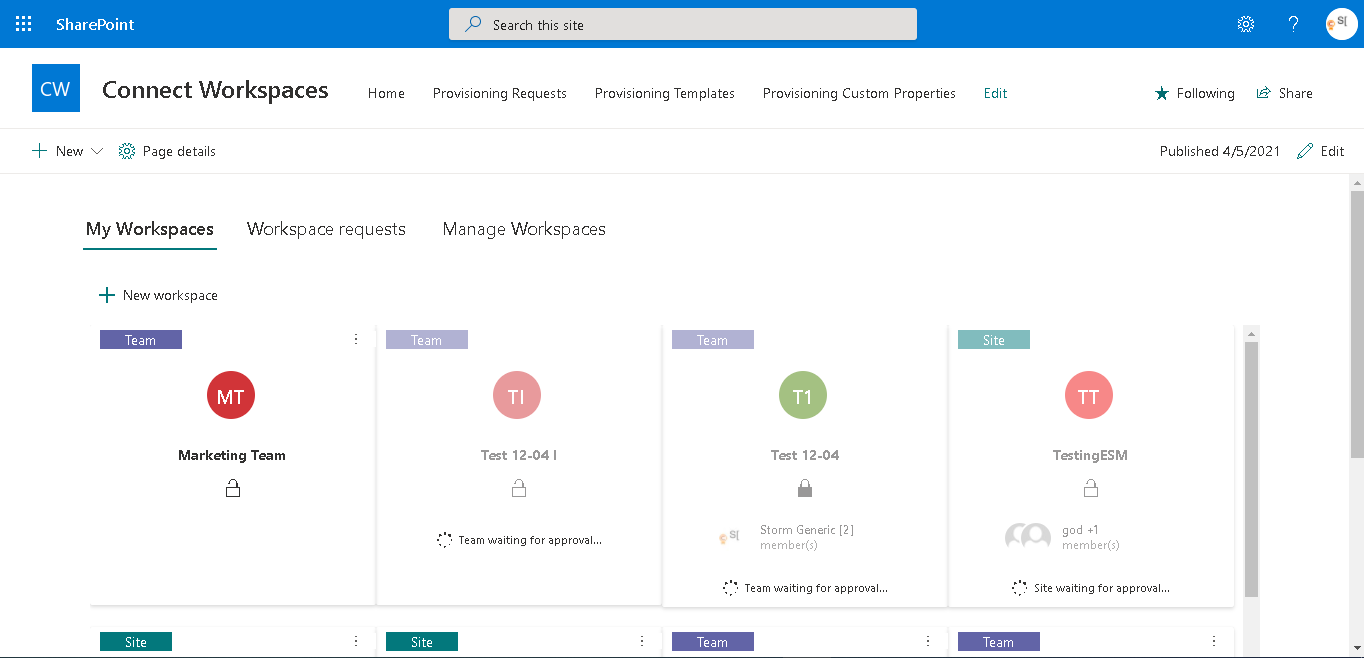 SharePoint
Search this site
?
S[
CW
Connect Workspaces
Home
Provisioning Requests
Provisioning Templates
Provisioning Custom Properties
Edit
Following
Share
New
Page details
Published 4/5/2021
Edit
My Workspaces
Workspace requests
Manage Workspaces
New workspace
Team
Team
Team
Site
MT
TI
T1
TT
Marketing Team
Test 12-04 I
Test 12-04
TestingESM
S[
Storm Generic [2]
member(s)
god +1
member(s)
Team waiting for approval...
Team waiting for approval...
Site waiting for approval...
Site
Site
Team
Team